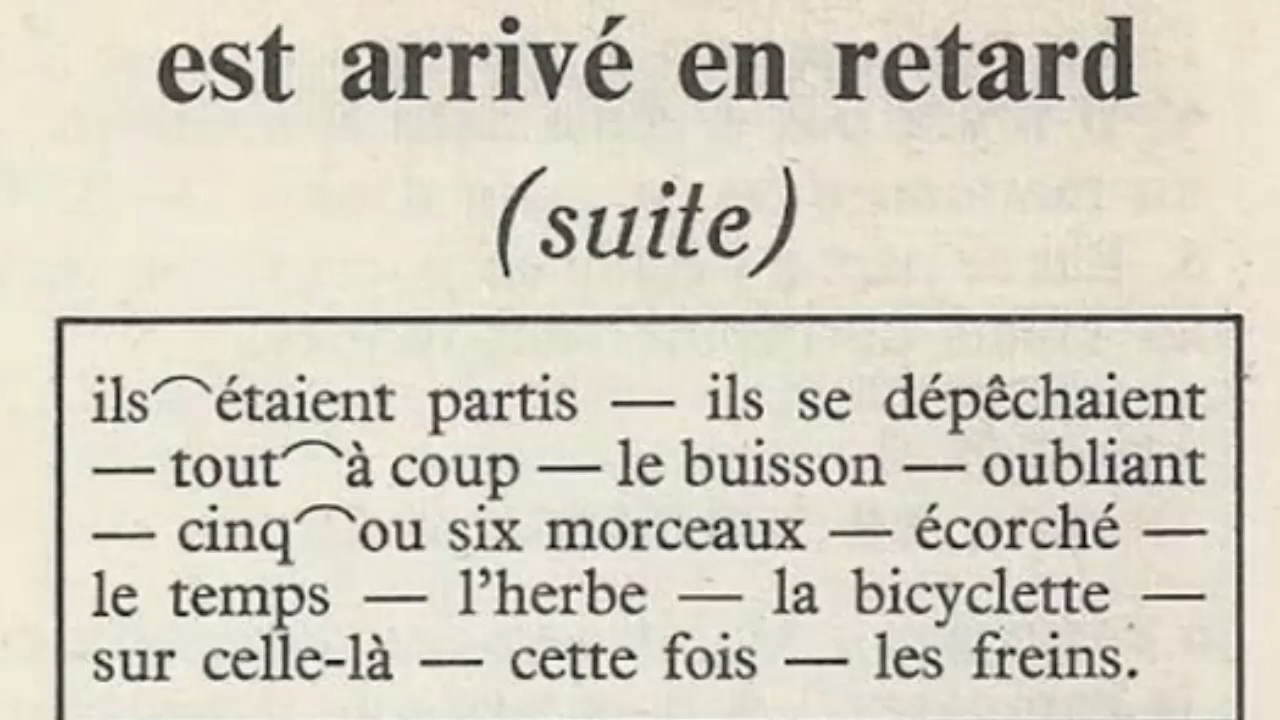 est arrivé en retard
(suite)
ils‿étaient partis — ils se dépêchaient
— tout‿à coup — le buisson — oubliant
— cinq‿ou six morceaux — écorché —
le temps — l'herbe — la bicyclette —
sur celle-là — cette fois — les freins.